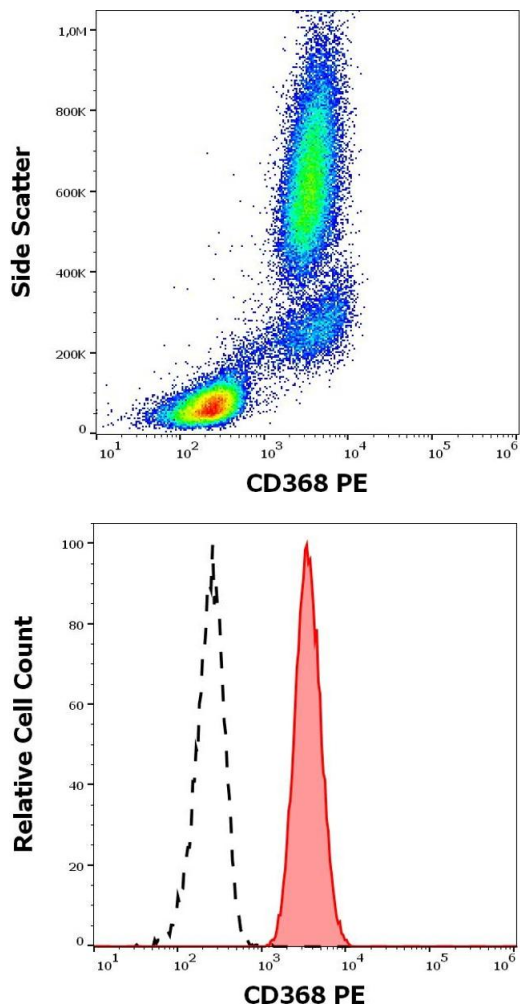 1,0M
800K
600K
400K
200K
0
Side Scatter
10¹ 10² 10³ 10⁴ 10⁵ 10⁶
CD368 PE
100
80
60
40
20
0
Relative Cell Count
10¹ 10² 10³ 10⁴ 10⁵ 10⁶
CD368 PE